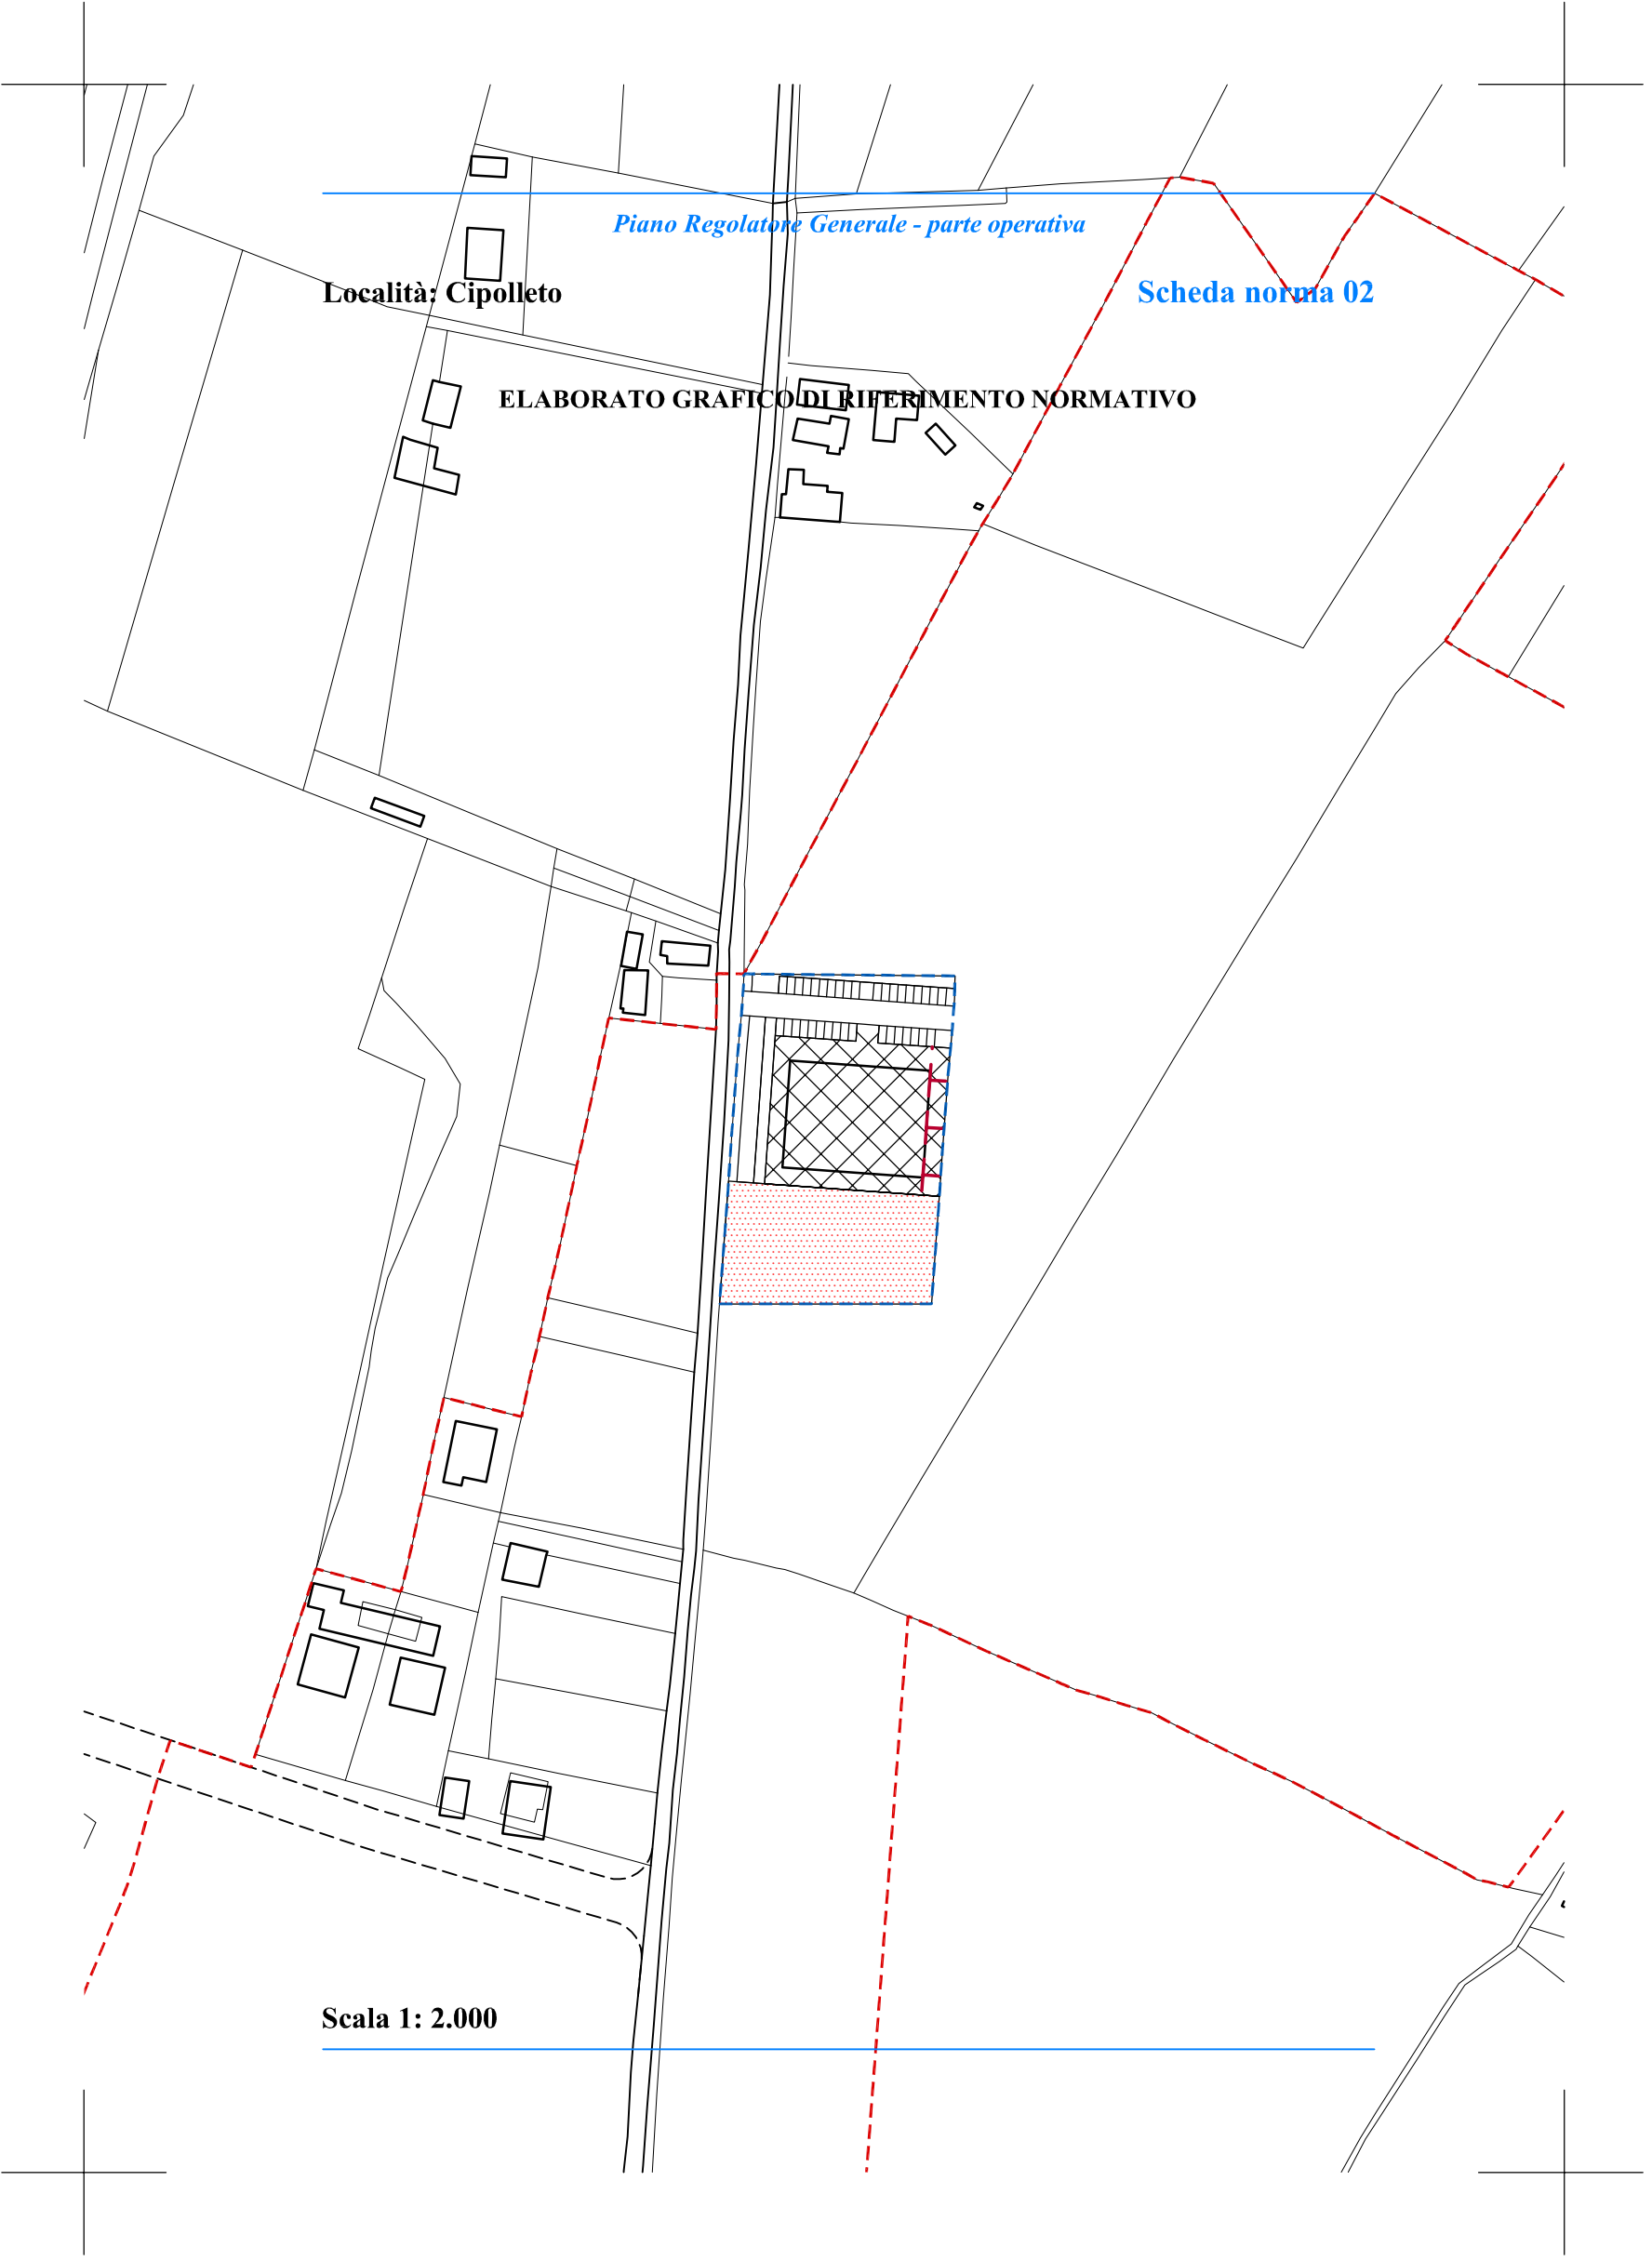 Piano Regolatore Generale - parte operativa
Località: Cipolleto
Scheda norma 02
ELABORATO GRAFICO DI RIFERIMENTO NORMATIVO
Scala 1: 2.000